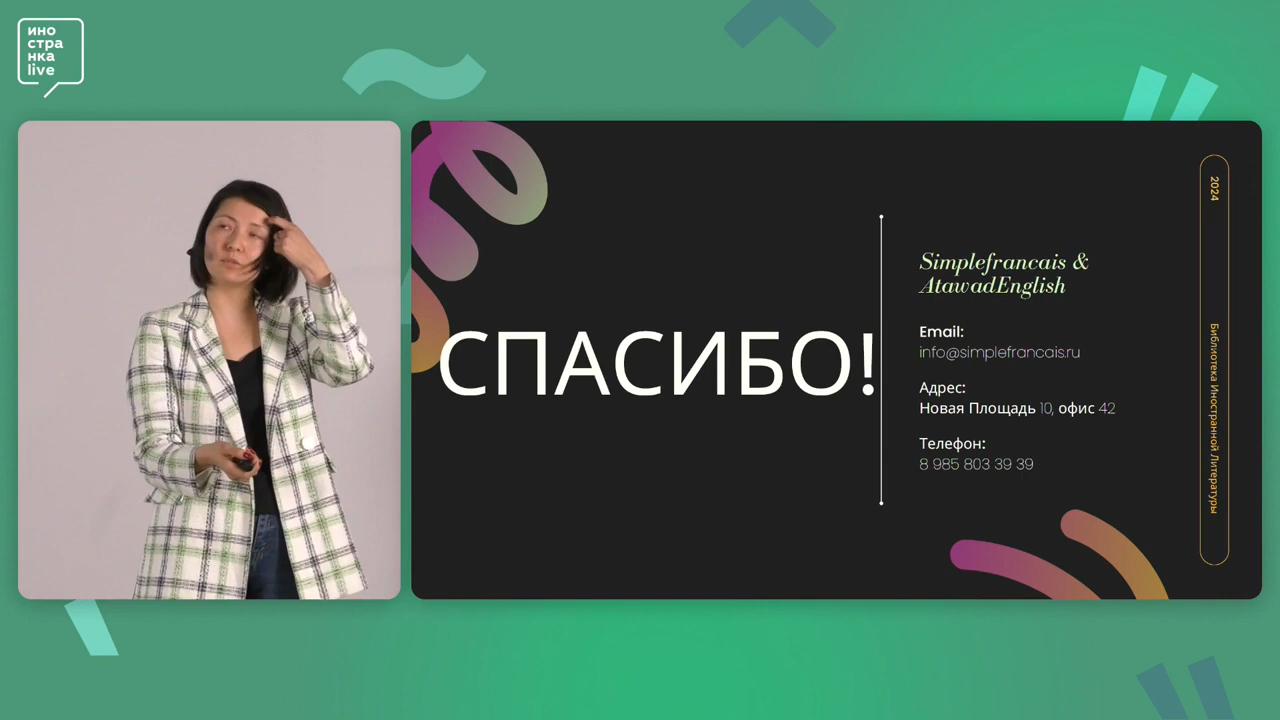 ино
стра
нка
live
СПАСИБО!
Simplefrancais &
AtawadEnglish
Email:
info@simplefrancais.ru
Адрес:
Новая Площадь 10, офис 42
Телефон:
8 985 803 39 39
2024
Библиотека Иностранной Литературы